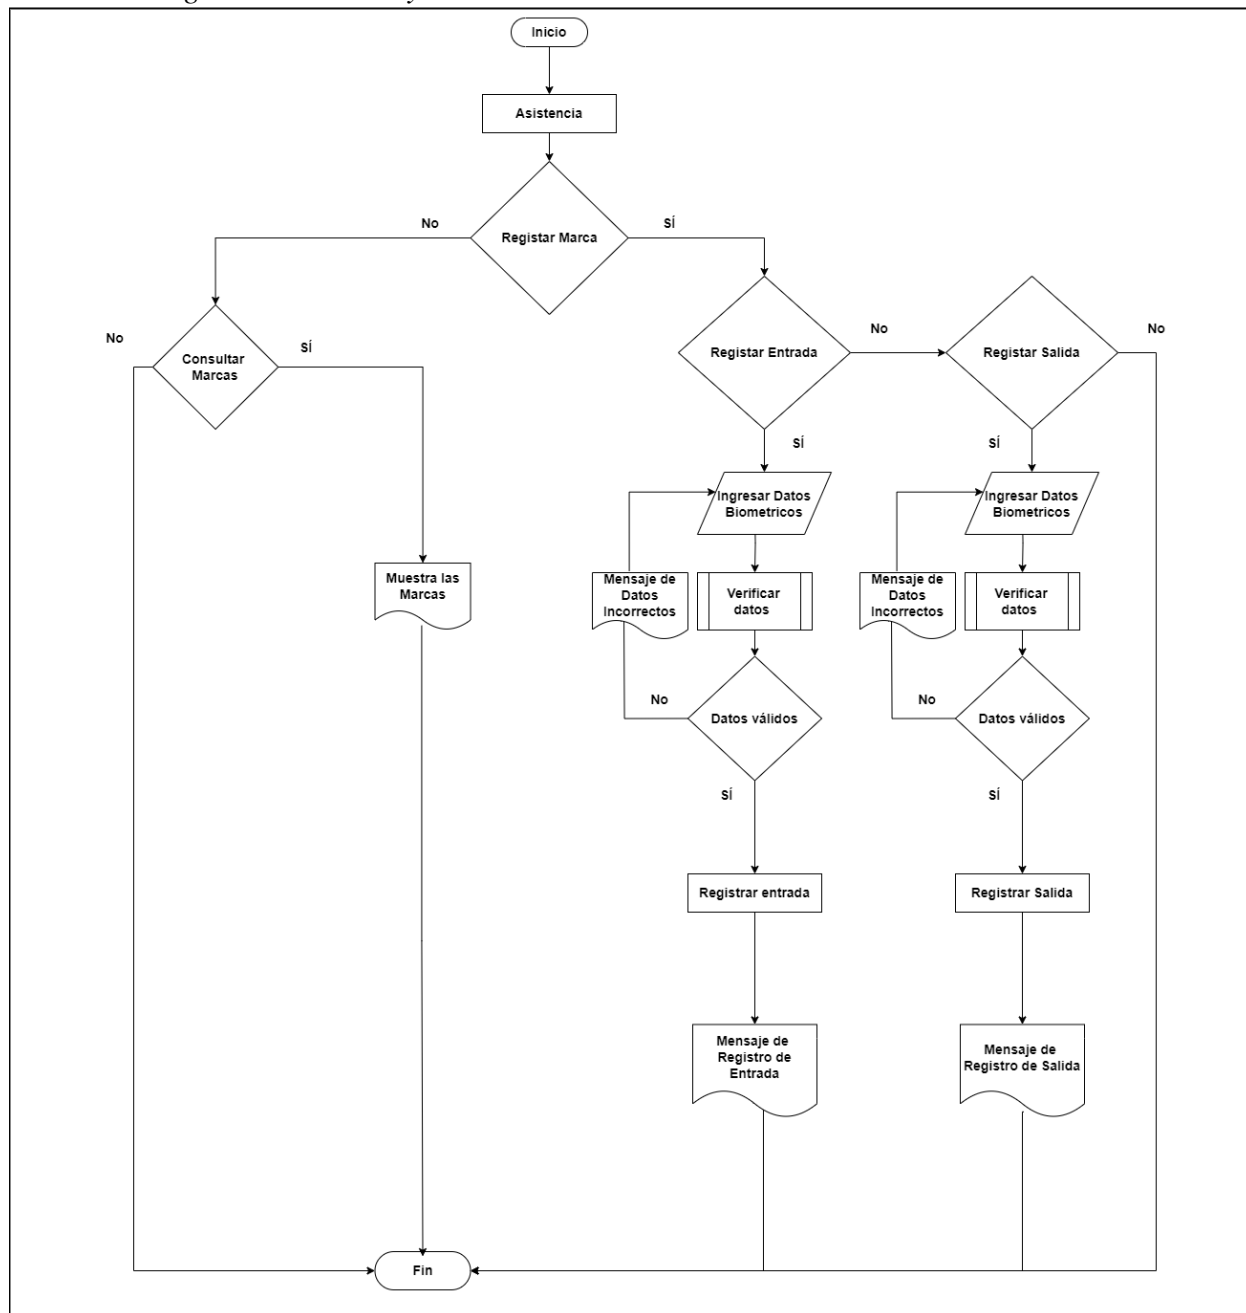 Inicio
Asistencia
No
SÍ
Registar Marca
No
Consultar
Marcas
SÍ
Registar Entrada
No
Registar Salida
No
SÍ
SÍ
Ingresar Datos
Biometricos
Ingresar Datos
Biometricos
Muestra las
Marcas
Mensaje de
Datos
Incorrectos
Verificar
datos
Mensaje de
Datos
Incorrectos
Verificar
datos
No
Datos válidos
No
Datos válidos
SÍ
SÍ
Registrar entrada
Registrar Salida
Mensaje de
Registro de
Entrada
Mensaje de
Registro de Salida
Fin